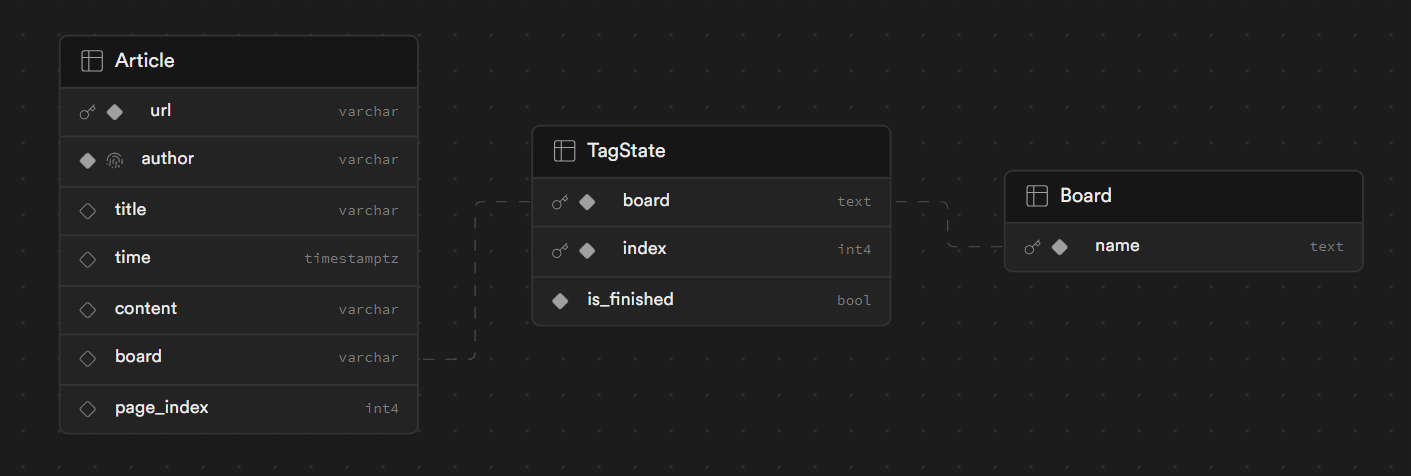 Article
url varchar
author varchar
title varchar
time timestamptz
content varchar
board varchar
page_index int4
TagState
board text
index int4
is_finished bool
Board
name text